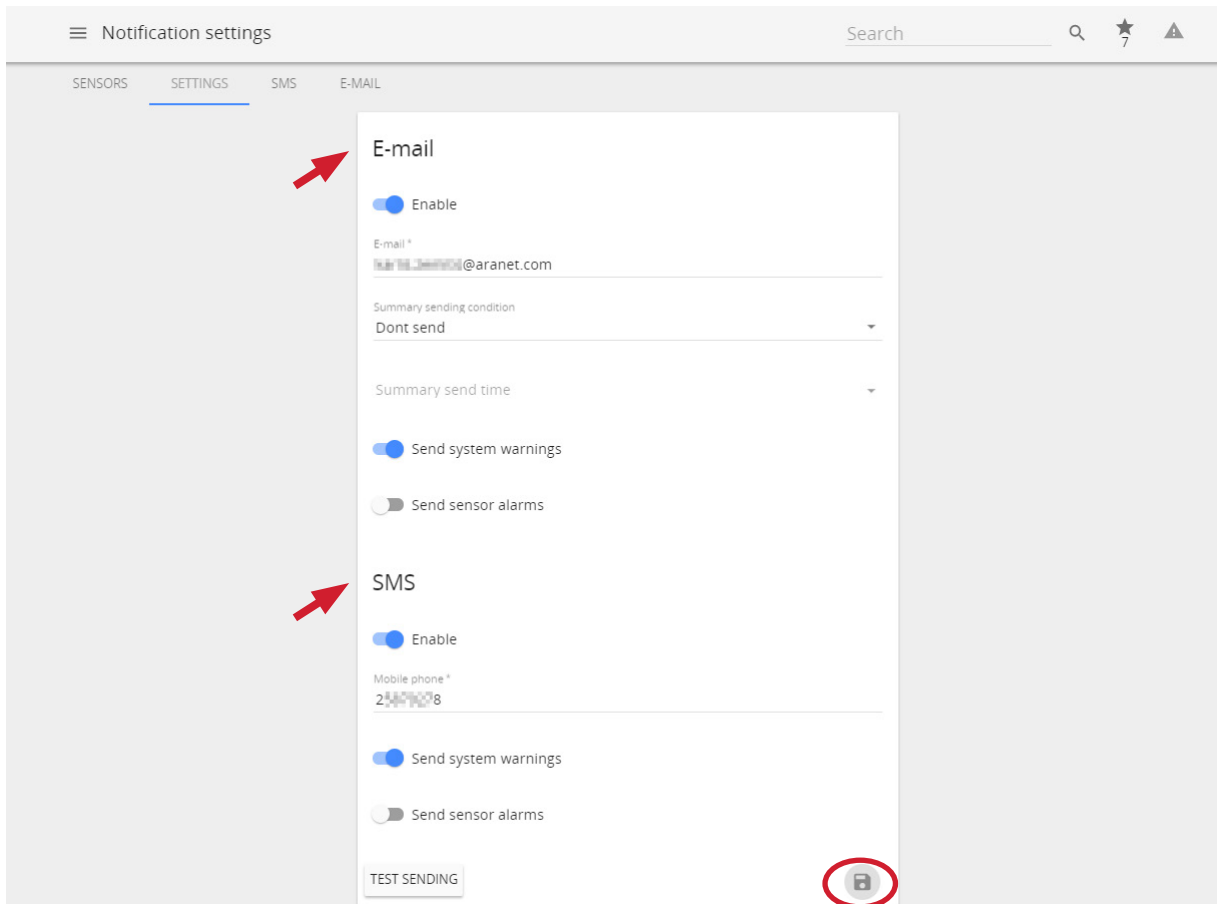 Notification settings
Search
7
SENSORS SETTINGS SMS E-MAIL
E-mail
Enable
E-mail *
@aranet.com
Summary sending condition
Dont send
Summary send time
Send system warnings
Send sensor alarms
SMS
Enable
Mobile phone *
Send system warnings
Send sensor alarms
TEST SENDING